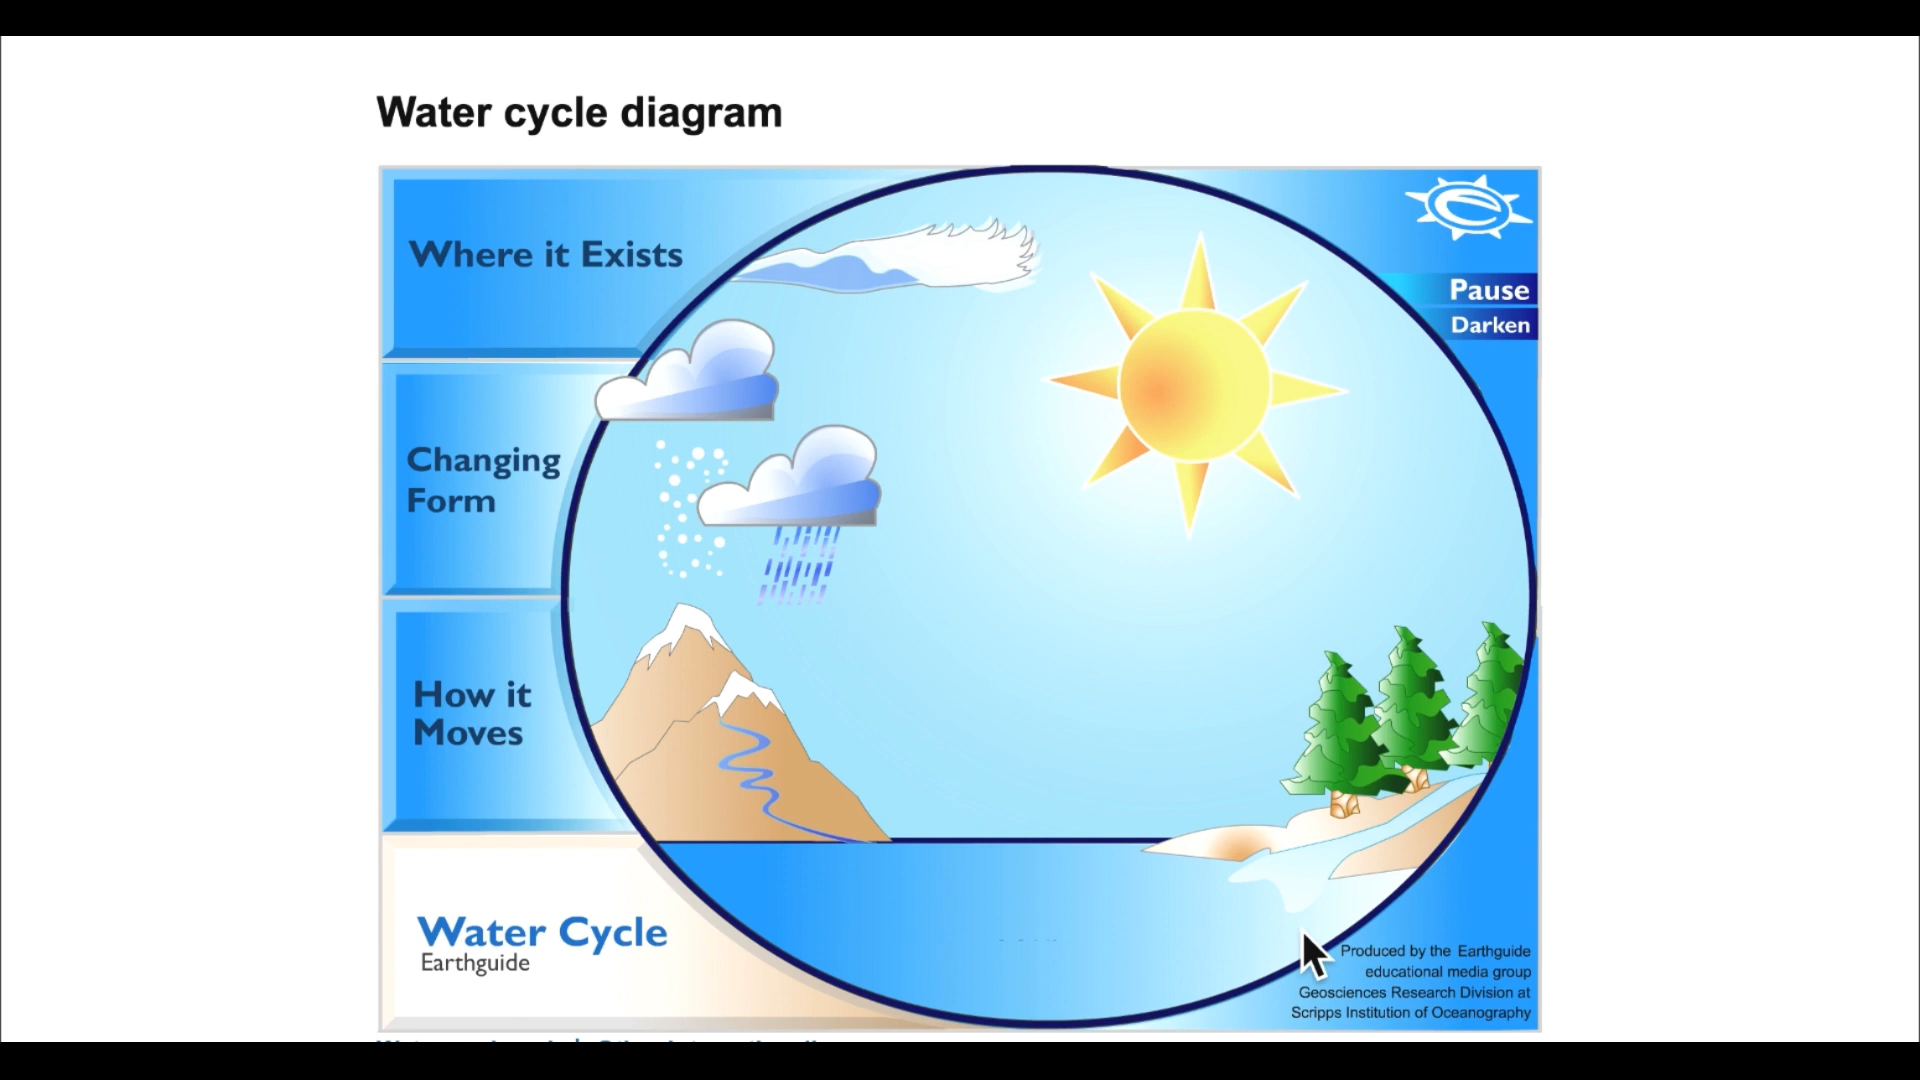 Water cycle diagram
Where it Exists
Pause
Darken
Changing
Form
How it
Moves
Water Cycle
Earthguide
Produced by the Earthguide
educational media group
Geosciences Research Division at
Scripps Institution of Oceanography